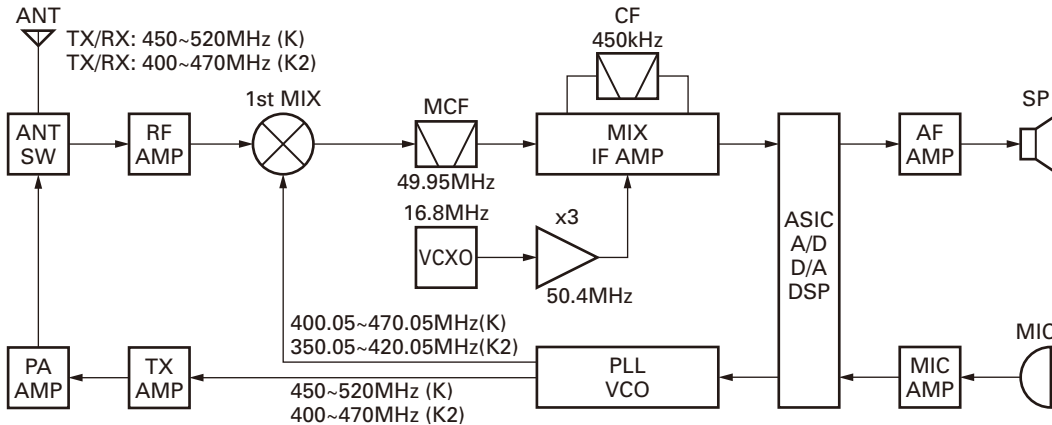 ANT
TX/RX: 450~520MHz (K)
TX/RX: 400~470MHz (K2)
CF
450kHz
1st MIX
MCF
SP
ANT
SW
RF
AMP
MIX
IF AMP
AF
AMP
49.95MHz
16.8MHz
x3
VCXO
50.4MHz
ASIC
A/D
D/A
DSP
400.05~470.05MHz(K)
350.05~420.05MHz(K2)
MIC
PA
AMP
TX
AMP
PLL
VCO
MIC
AMP
450~520MHz (K)
400~470MHz (K2)